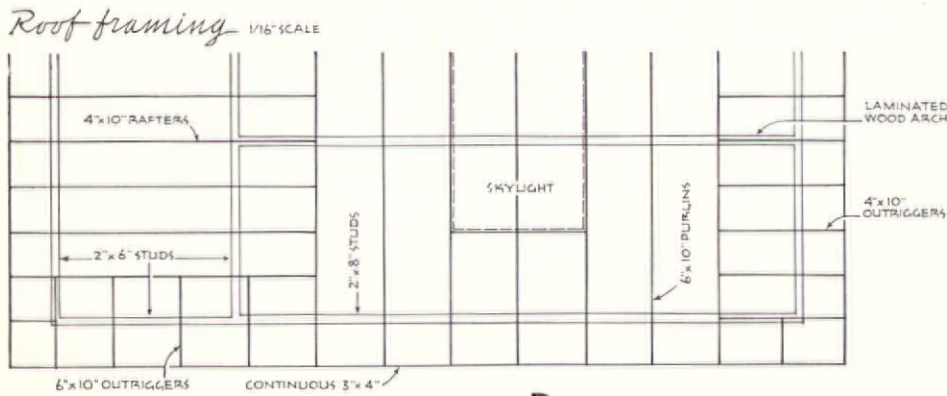 Roof framing 1/16" SCALE
4"x10" RAFTERS
LAMINATED
WOOD ARCH
SKYLIGHT
4"x10"
OUTRIGGERS
2"x6" STUDS
2"x8" STUDS
6"x10" PURLINS
6"x10" OUTRIGGERS
CONTINUOUS 3"x4"